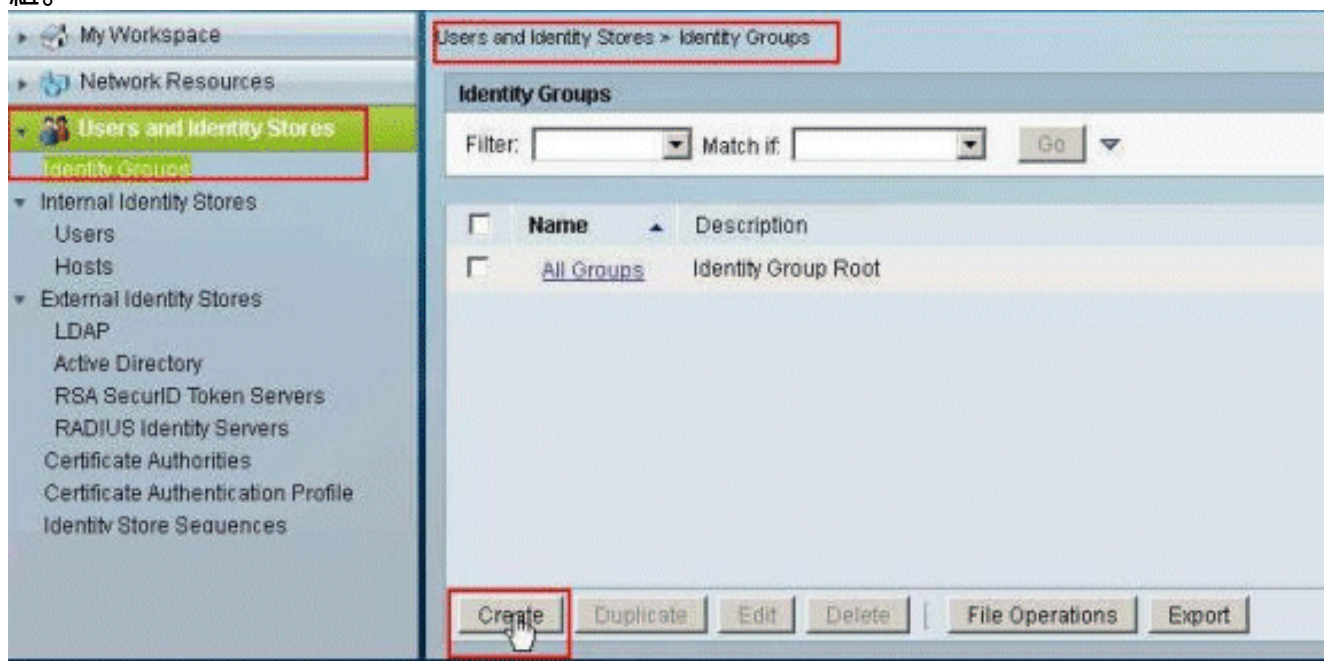 组。
My Workspace
Network Resources
Users and Identity Stores
Identity Groups
Internal Identity Stores
Users
Hosts
External Identity Stores
LDAP
Active Directory
RSA SecurID Token Servers
RADIUS Identity Servers
Certificate Authorities
Certificate Authentication Profile
Identity Store Sequences
Users and Identity Stores > Identity Groups
Identity Groups
Filter: Match if: Go
Name Description
All Groups Identity Group Root
Create Duplicate Edit Delete | File Operations Export